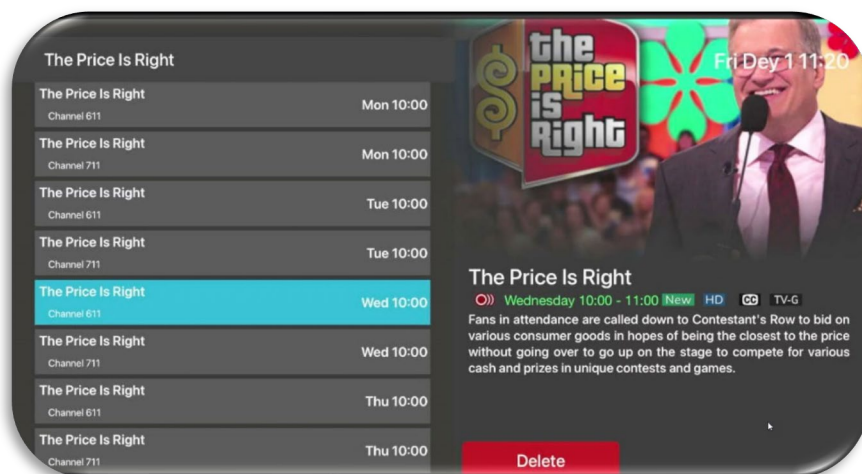 The Price Is Right
The Price Is Right
Channel 611
Mon 10:00
The Price Is Right
Channel 711
Mon 10:00
The Price Is Right
Channel 611
Tue 10:00
The Price Is Right
Channel 711
Tue 10:00
The Price Is Right
Channel 611
Wed 10:00
The Price Is Right
Channel 711
Wed 10:00
The Price Is Right
Channel 611
Thu 10:00
The Price Is Right
Channel 711
Thu 10:00
the
PRiCe
is
Right
Fri Dey 1 11:20
The Price Is Right
Wednesday 10:00 - 11:00 New HD CC TV-G
Fans in attendance are called down to Contestant's Row to bid on
various consumer goods in hopes of being the closest to the price
without going over to go up on the stage to compete for various
cash and prizes in unique contests and games.
Delete